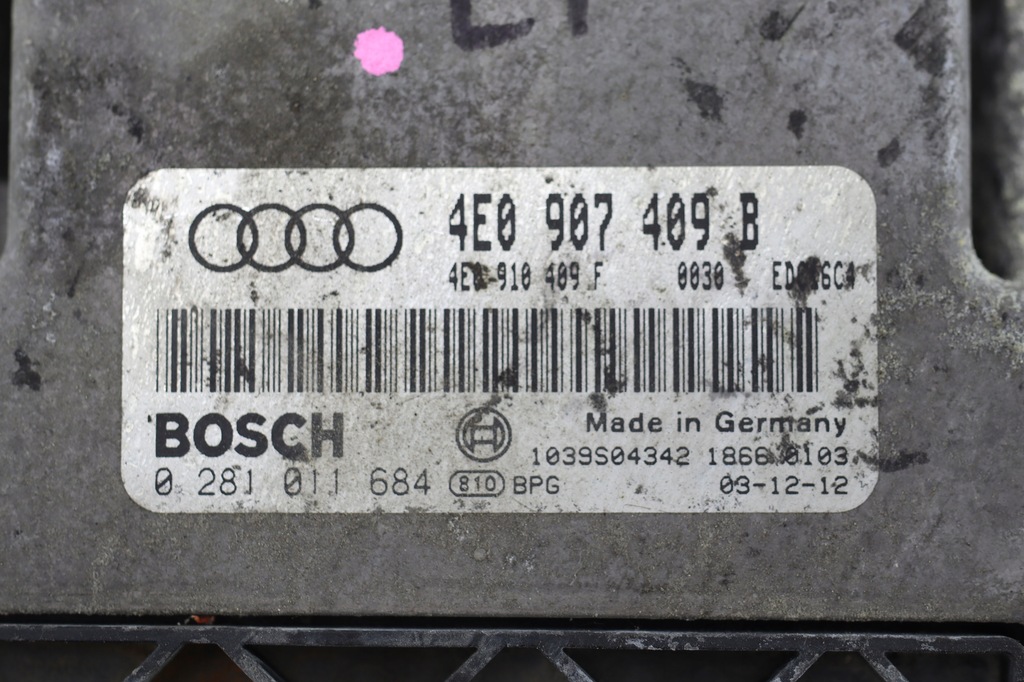 4E0 907 409 B
4E0 910 409 F 0030
BOSCH
Made in Germany
1039S04342 1866 0103
0 281 011 684 810 BPG 03-12-12